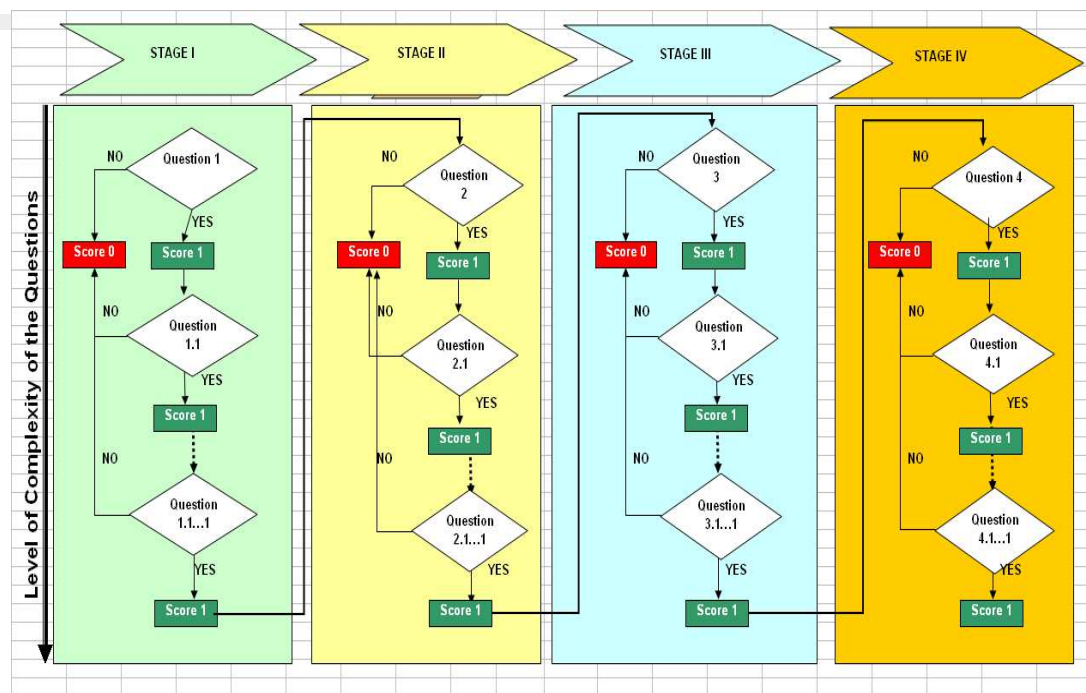 STAGE I
STAGE II
STAGE III
STAGE IV
Level of Complexity of the Questions
NO
Question 1
YES
Score 0
Score 1
NO
Question
1.1
YES
Score 1
NO
Question
1.1...1
YES
Score 1
NO
Question
2
YES
Score 0
Score 1
NO
Question
2.1
YES
Score 1
NO
Question
2.1...1
YES
Score 1
NO
Question
3
YES
Score 0
Score 1
NO
Question
3.1
YES
Score 1
NO
Question
3.1...1
YES
Score 1
NO
Question 4
YES
Score 0
Score 1
NO
Question
4.1
YES
Score 1
NO
Question
4.1...1
YES
Score 1